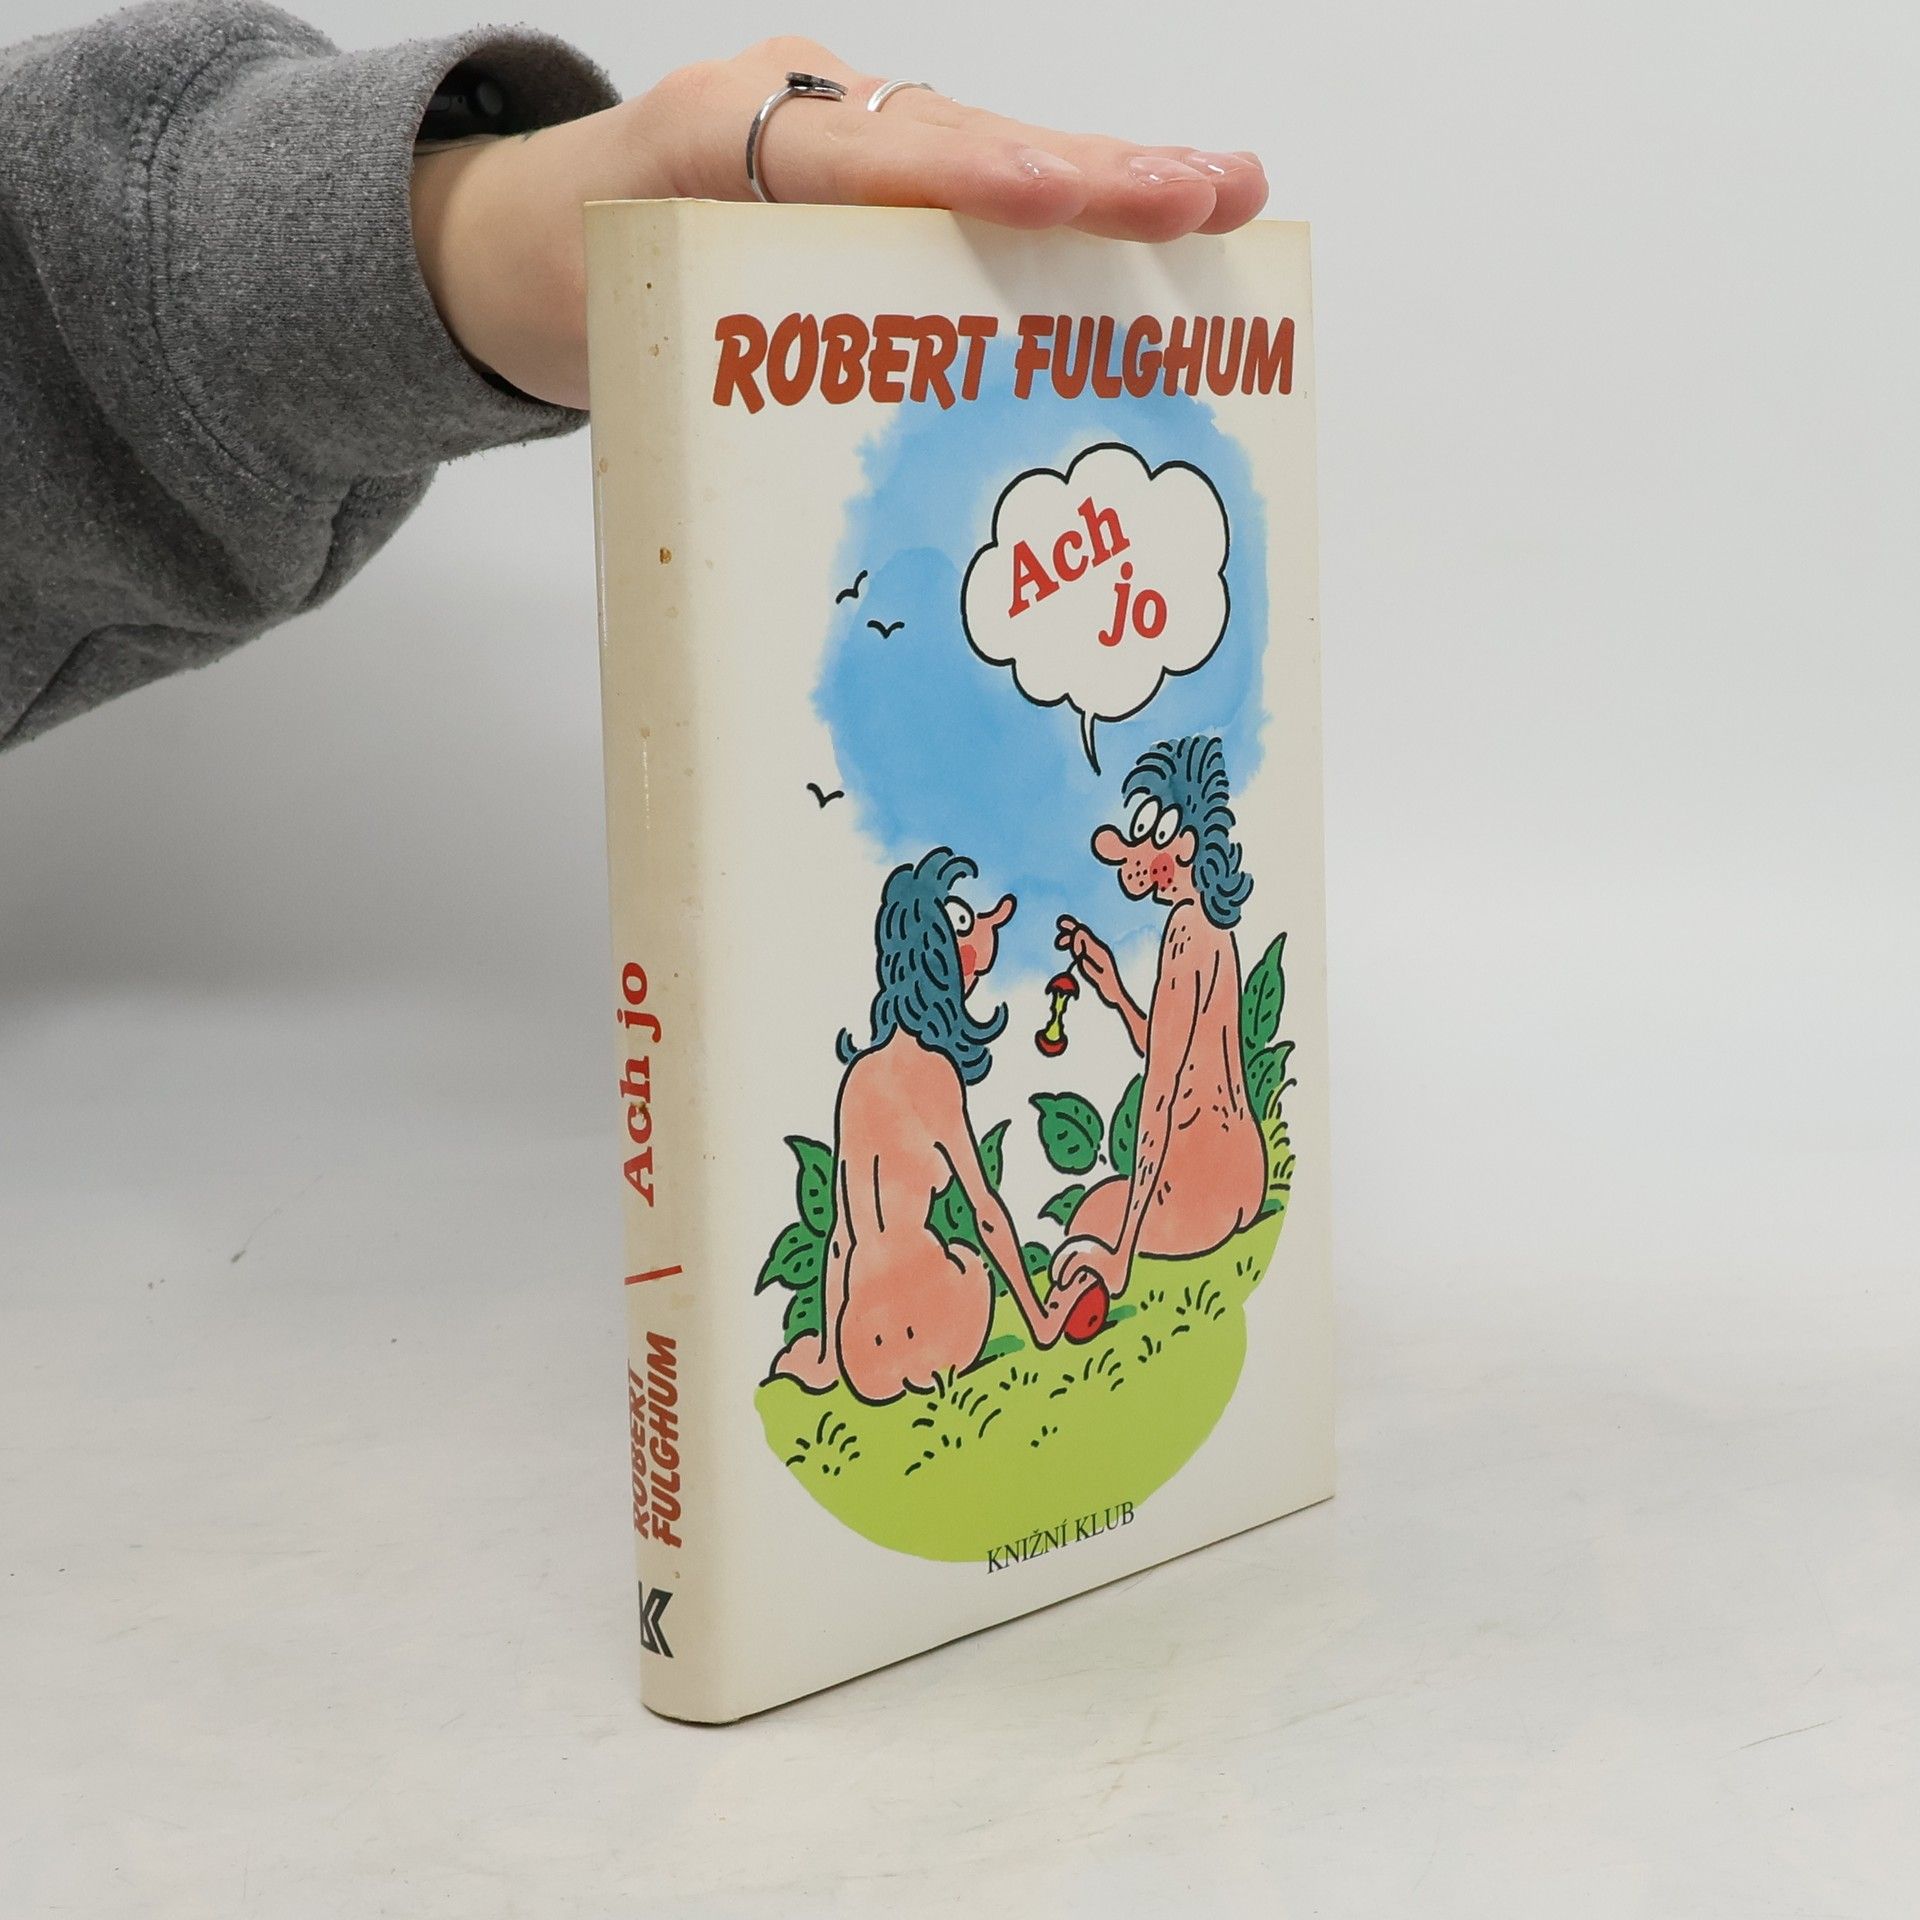 ROBERT FULGHUM
Ach
jo
KNIŽNÍ KLUB
ROBERT
FULGHUM
\ Ach jo